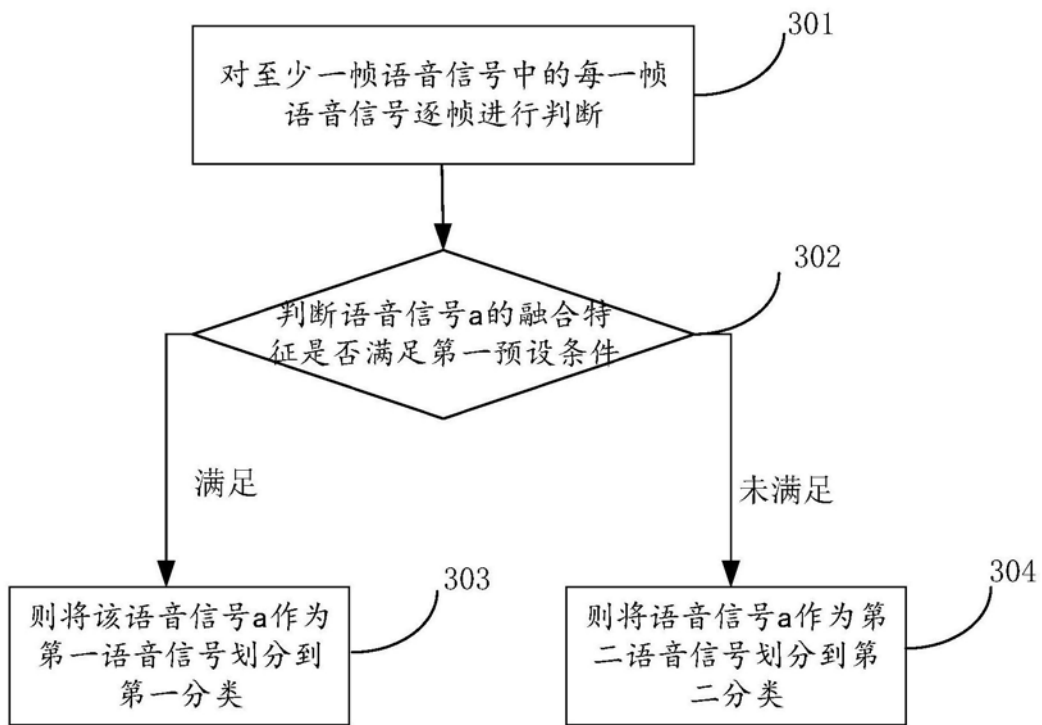 301
对至少一帧语音信号中的每一帧
语音信号逐帧进行判断
302
判断语音信号a的融合特
征是否满足第一预设条件
满足
未满足
303
则将该语音信号a作为
第一语音信号划分到
第一分类
304
则将语音信号a作为第
二语音信号划分到第
二分类